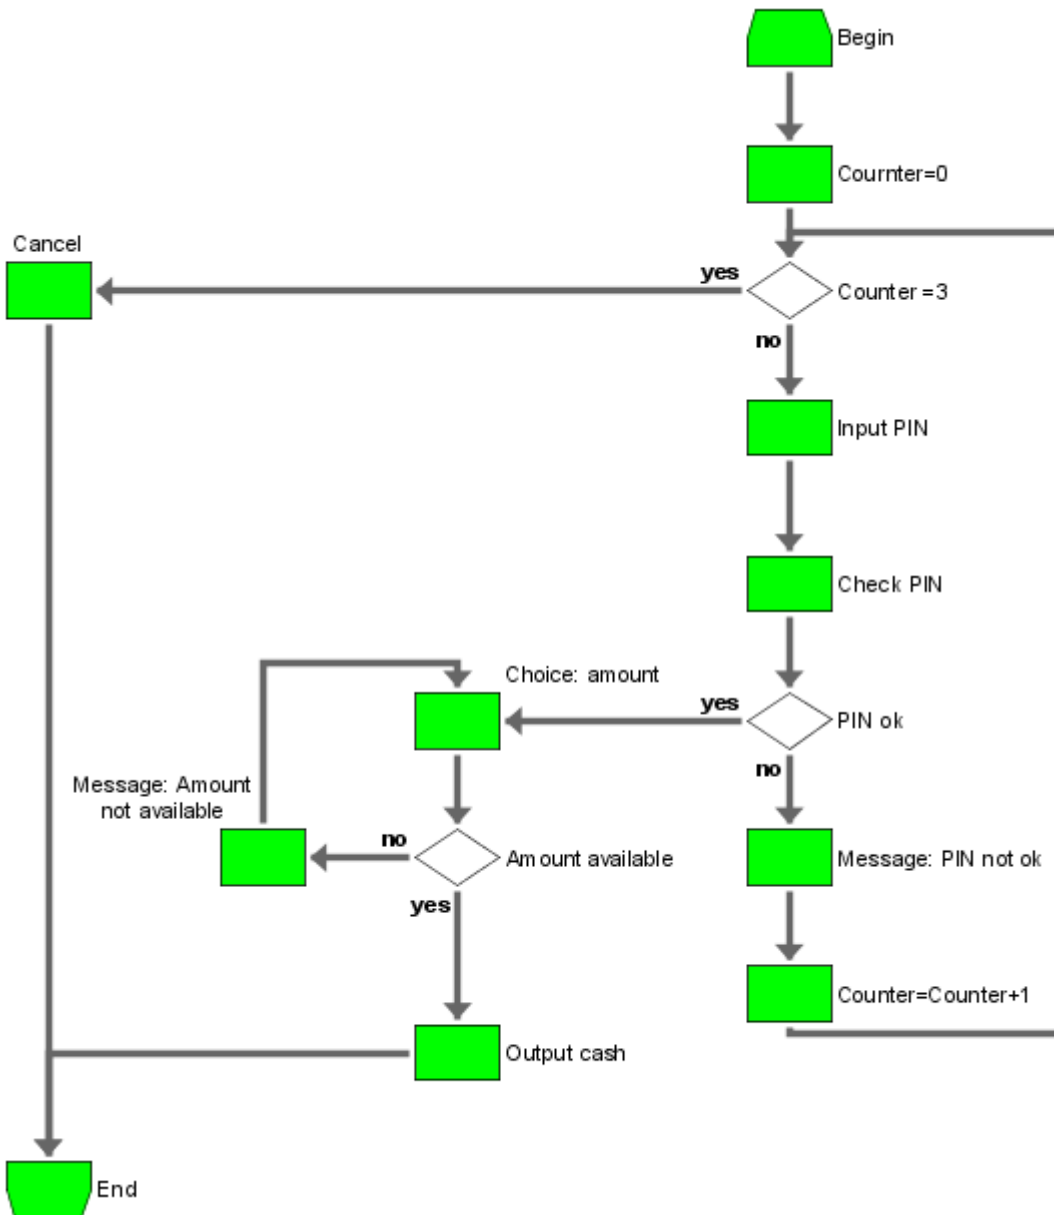 Begin
Cournter=0
Cancel
yes
Counter =3
no
Input PIN
Check PIN
Choice: amount
yes
PIN ok
no
Message: Amount
not available
no
Amount available
Message: PIN not ok
yes
Counter=Counter+1
Output cash
End